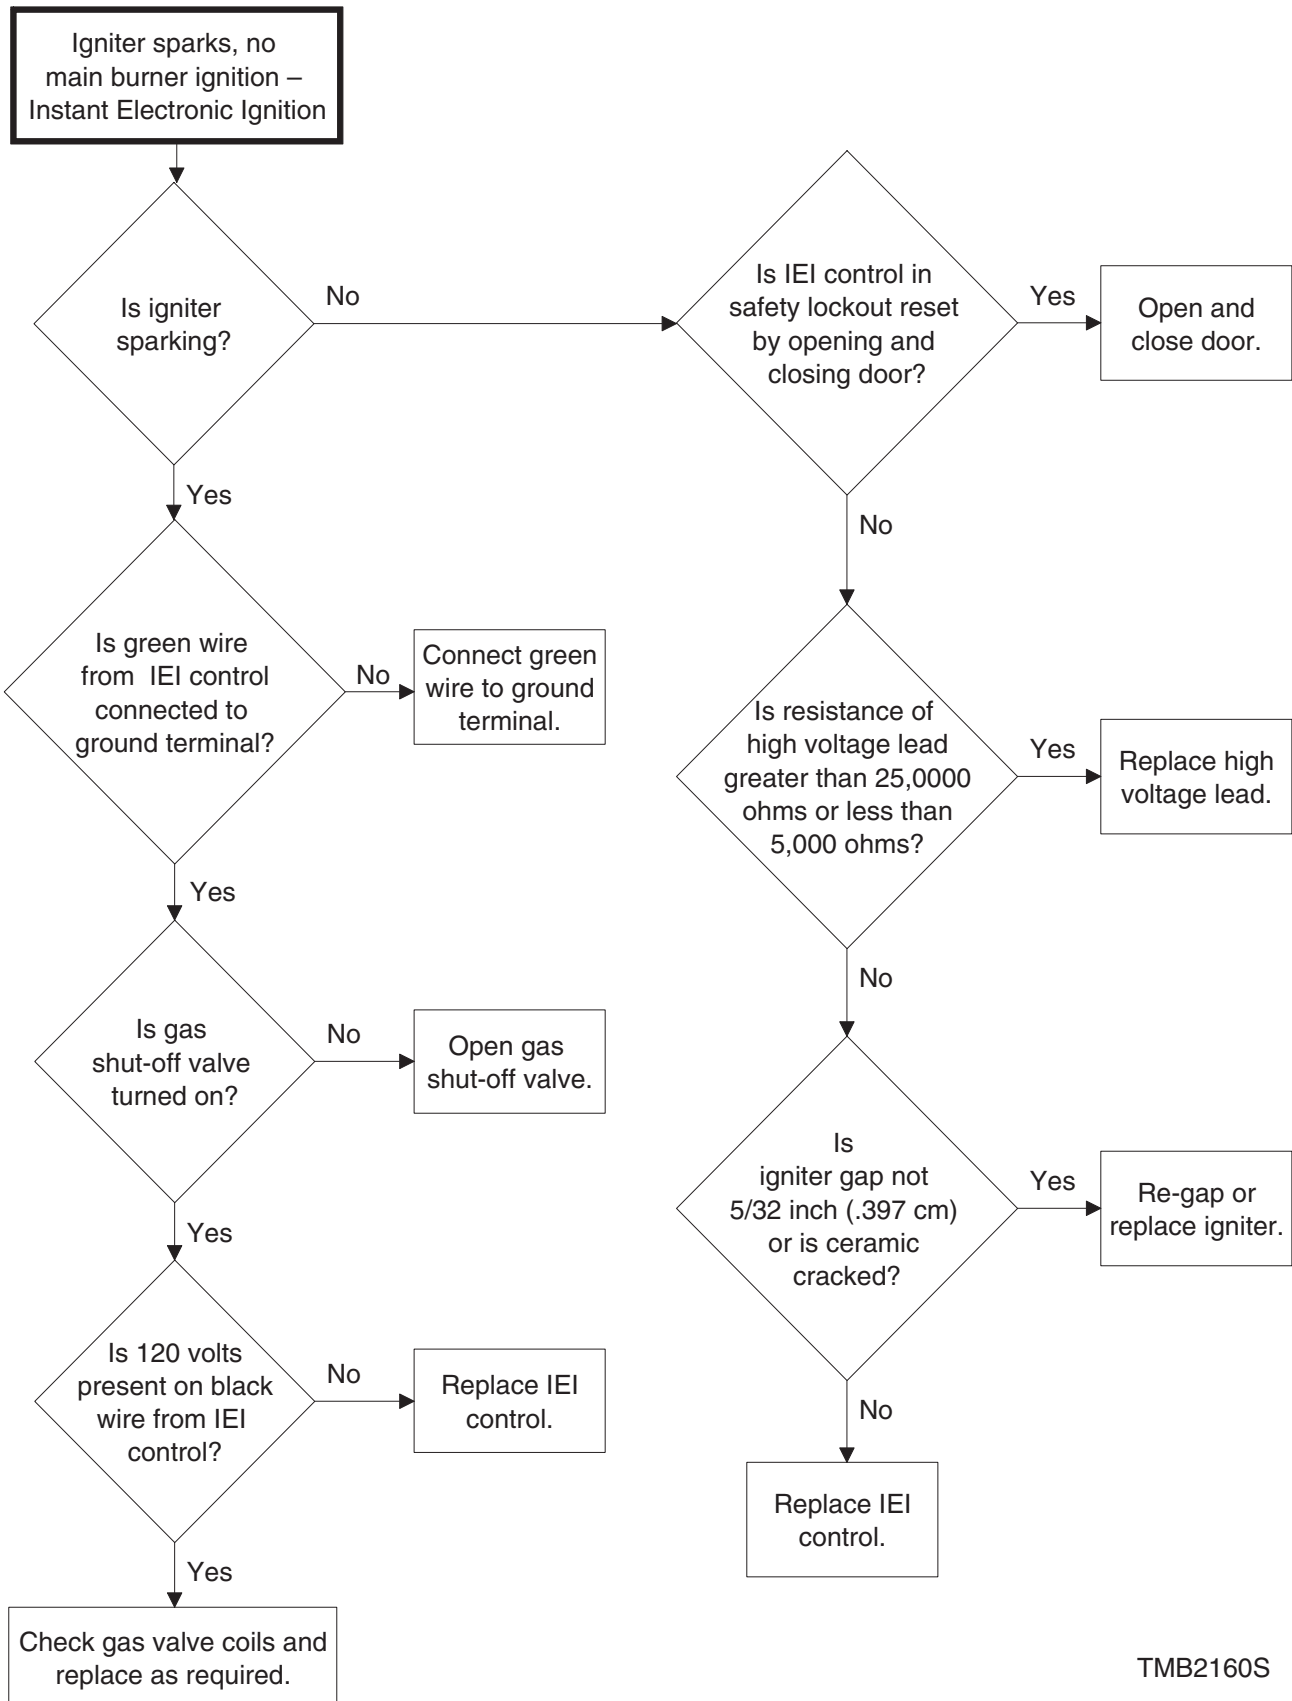 Igniter sparks, no
main burner ignition –
Instant Electronic Ignition
Is igniter
sparking?
No
Yes
Is IEI control in
safety lockout reset
by opening and
closing door?
Yes
Open and
close door.
No
Is green wire
from IEI control
connected to
ground terminal?
No
Connect green
wire to ground
terminal.
Yes
Is resistance of
high voltage lead
greater than 25,0000
ohms or less than
5,000 ohms?
Yes
Replace high
voltage lead.
No
Is gas
shut-off valve
turned on?
No
Open gas
shut-off valve.
Yes
Is
igniter gap not
5/32 inch (.397 cm)
or is ceramic
cracked?
Yes
Re-gap or
replace igniter.
No
Replace IEI
control.
Is 120 volts
present on black
wire from IEI
control?
No
Replace IEI
control.
Yes
Check gas valve coils and
replace as required.
TMB2160S